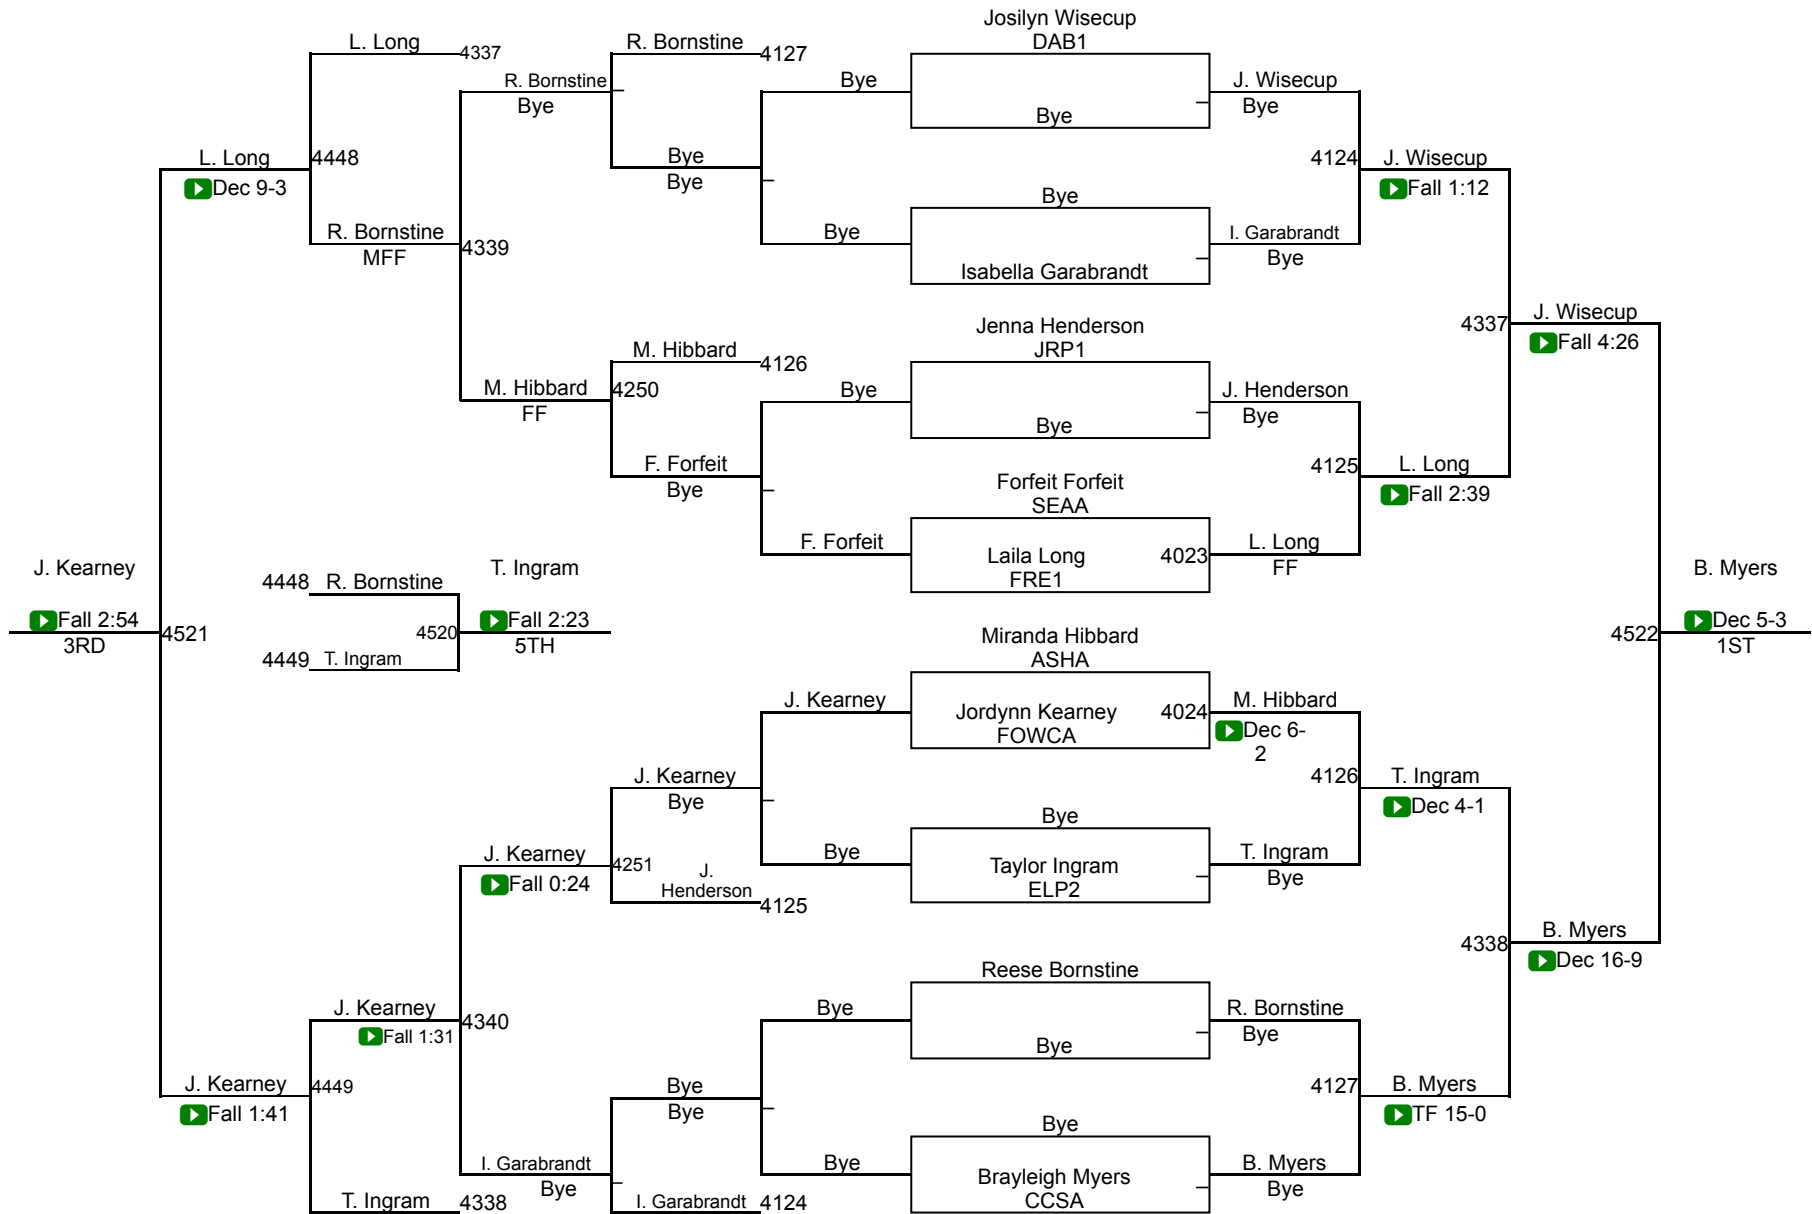 Josilyn Wisecup
DAB1
L. Long
4337
R. Bornstine
4127
R. Bornstine
Bye
Bye
Bye
J. Wisecup
Bye
L. Long
4448
Dec 9-3
Bye
Bye
4124
J. Wisecup
Fall 1:12
Bye
R. Bornstine
MFF
4339
Bye
I. Garabrandt
Bye
Isabella Garabrandt
J. Wisecup
4337
Fall 4:26
Jenna Henderson
JRP1
M. Hibbard
4126
M. Hibbard
FF
4250
Bye
J. Henderson
Bye
Bye
F. Forfeit
Bye
4125
L. Long
Fall 2:39
Forfeit Forfeit
SEAA
F. Forfeit
Laila Long
FRE1
4023
L. Long
FF
J. Kearney
4448
R. Bornstine
T. Ingram
B. Myers
Fall 2:54
3RD
4521
4520
Fall 2:23
5TH
4522
Dec 5-3
1ST
4449
T. Ingram
Miranda Hibbard
ASHA
J. Kearney
Jordynn Kearney
FOWCA
4024
M. Hibbard
Dec 6-
2
J. Kearney
Bye
4126
T. Ingram
Dec 4-1
Bye
J. Kearney
Fall 0:24
4251
Bye
Taylor Ingram
ELP2
T. Ingram
Bye
J.
Henderson
4125
4338
B. Myers
Dec 16-9
Reese Bornstine
J. Kearney
Fall 1:31
4340
Bye
R. Bornstine
Bye
Bye
J. Kearney
Fall 1:41
4449
Bye
Bye
4127
B. Myers
TF 15-0
Bye
I. Garabrandt
Bye
Bye
Brayleigh Myers
CCSA
B. Myers
Bye
T. Ingram
4338
I. Garabrandt
4124